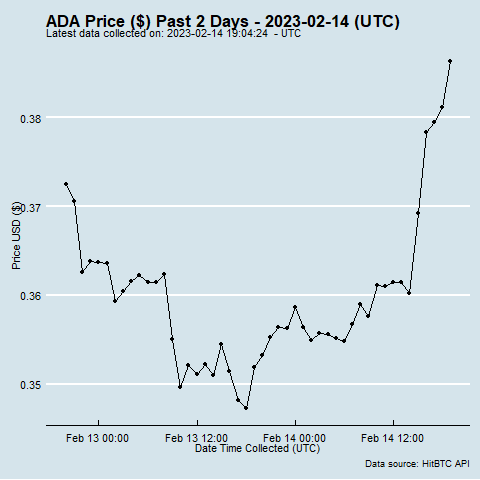 ADA Price ($) Past 2 Days - 2023-02-14 (UTC)
Latest data collected on: 2023-02-14 19:04:24 - UTC
0.38
0.37
0.36
0.35
Price USD ($)
Feb 13 00:00
Feb 13 12:00
Feb 14 00:00
Feb 14 12:00
Date Time Collected (UTC)
Data source: HitBTC API